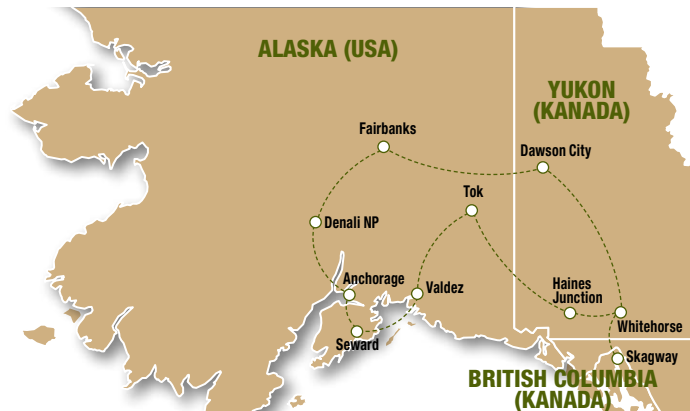 ALASKA (USA)
YUKON
(KANADA)
Fairbanks
Dawson City
Tok
Denali NP
Anchorage
Valdez
Haines
Junction
Whitehorse
Seward
Skagway
BRITISH COLUMBIA
(KANADA)